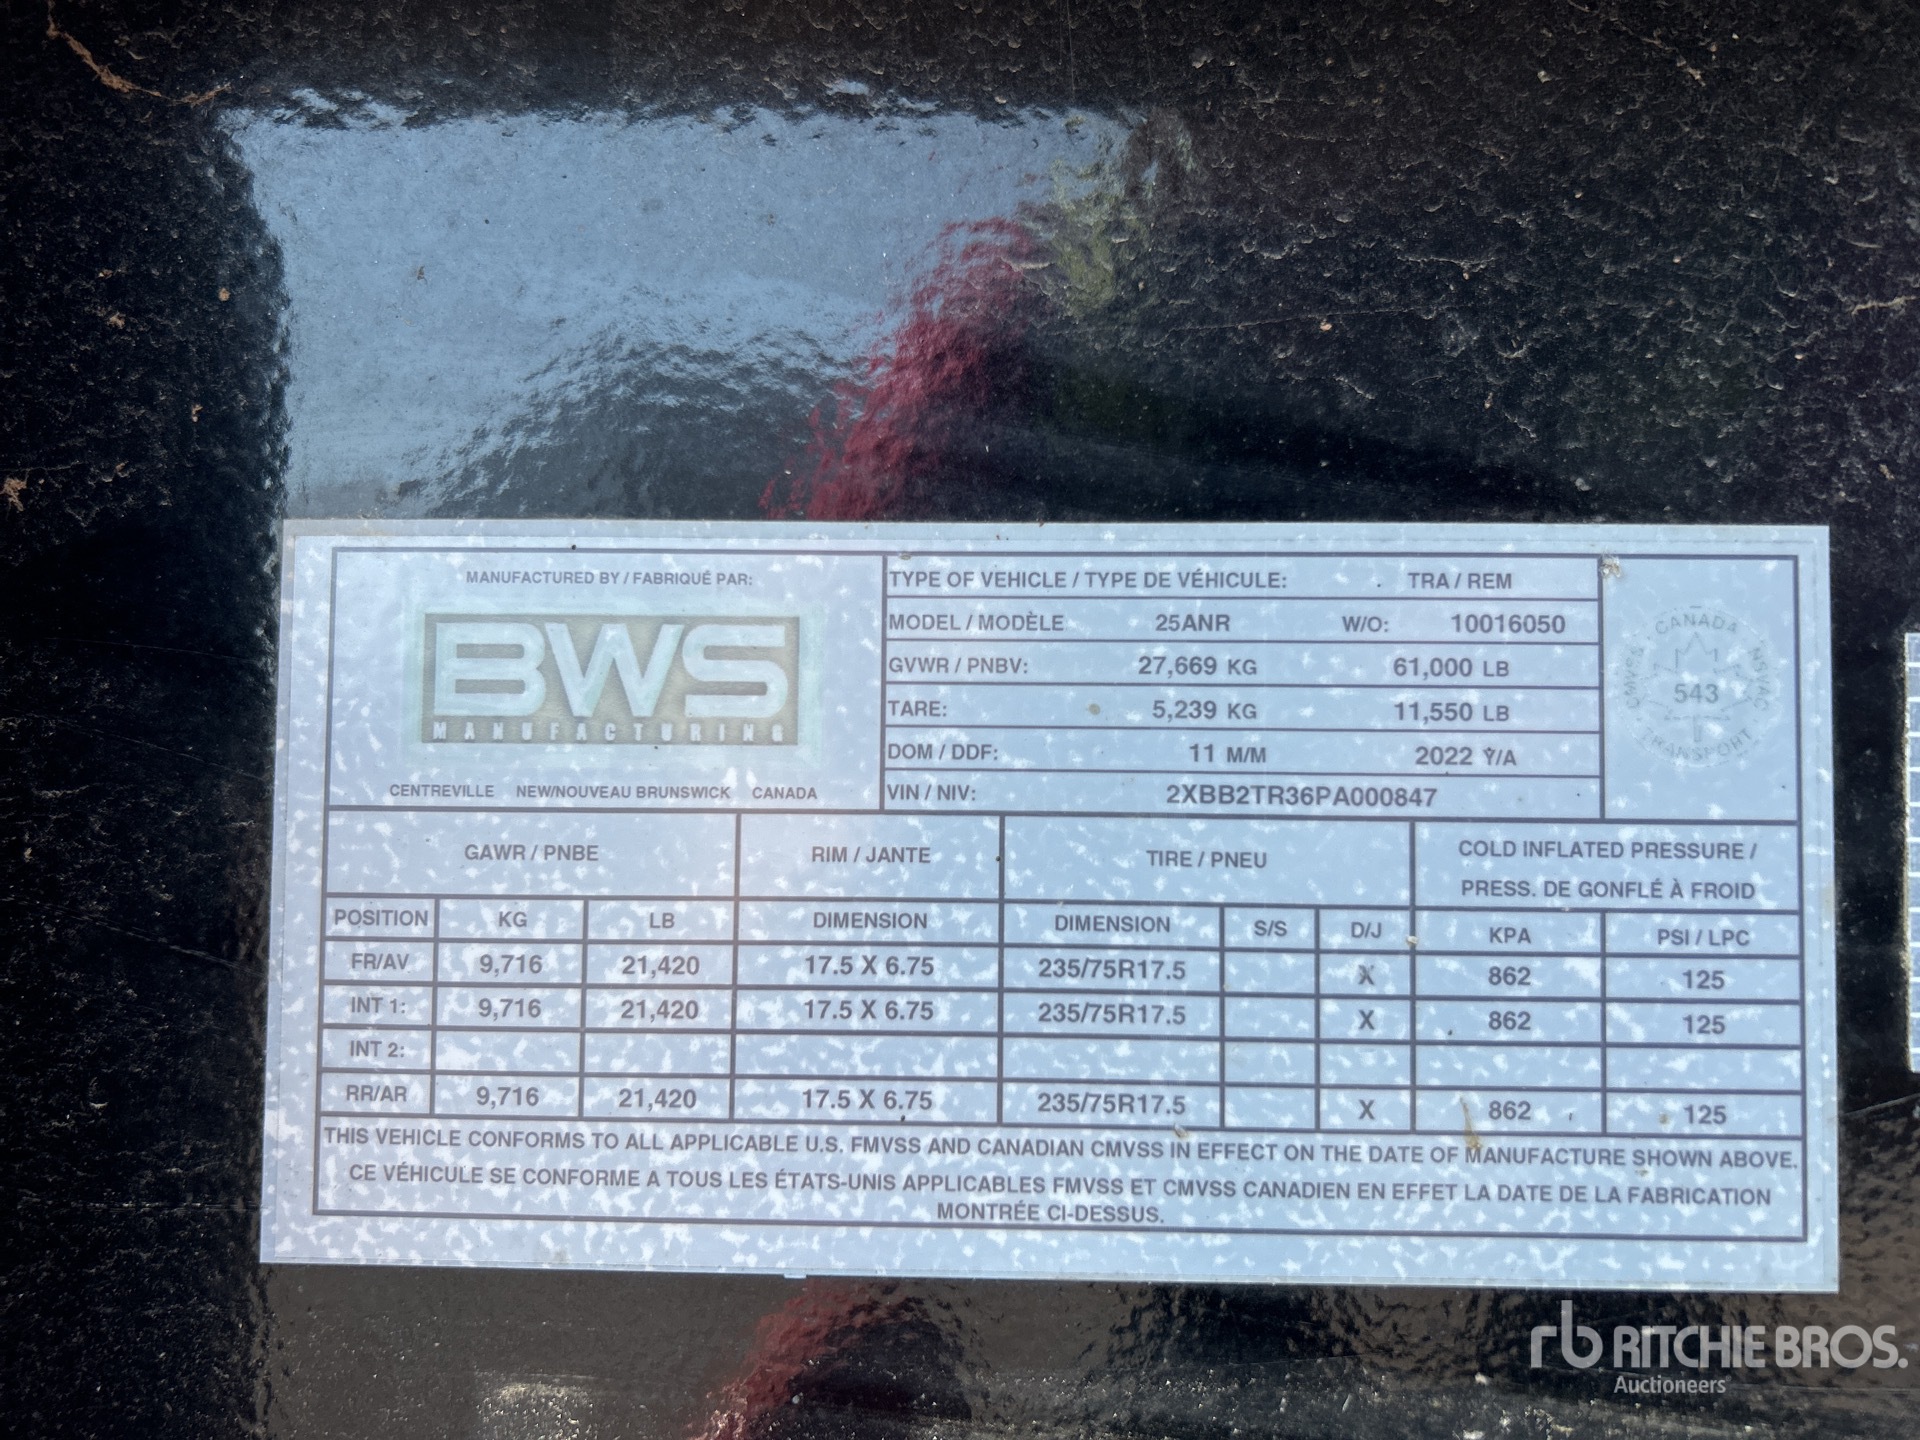 MANUFACTURED BY / FABRIQUÉ PAR:
BWS
MANUFACTURING
CENTREVILLE NEW/NOUVEAU BRUNSWICK CANADA
TYPE OF VEHICLE / TYPE DE VÉHICULE: TRA / REM
MODEL / MODÈLE 25ANR W/O: 10016050
GVWR / PNBV: 27,669 KG 61,000 LB
TARE: 5,239 KG 11,550 LB
DOM / DDF: 11 M/M 2022 Y/A
VIN / NIV: 2XBB2TR36PA000847
CANADA
CMVSS 543 NSVAC
TRANSPORT
GAWR / PNBE RIM / JANTE TIRE / PNEU COLD INFLATED PRESSURE /
PRESS. DE GONFLÉ À FROID
POSITION KG LB DIMENSION DIMENSION S/S D/J KPA PSI / LPC
FR/AV 9,716 21,420 17.5 X 6.75 235/75R17.5 X 862 125
INT 1: 9,716 21,420 17.5 X 6.75 235/75R17.5 X 862 125
INT 2:
RR/AR 9,716 21,420 17.5 X 6.75 235/75R17.5 X 862 125
THIS VEHICLE CONFORMS TO ALL APPLICABLE U.S. FMVSS AND CANADIAN CMVSS IN EFFECT ON THE DATE OF MANUFACTURE SHOWN ABOVE.
CE VÉHICULE SE CONFORME A TOUS LES ÉTATS-UNIS APPLICABLES FMVSS ET CMVSS CANADIEN EN EFFET LA DATE DE LA FABRICATION
MONTRÉE CI-DESSUS.
rb RITCHIE BROS.
Auctioneers